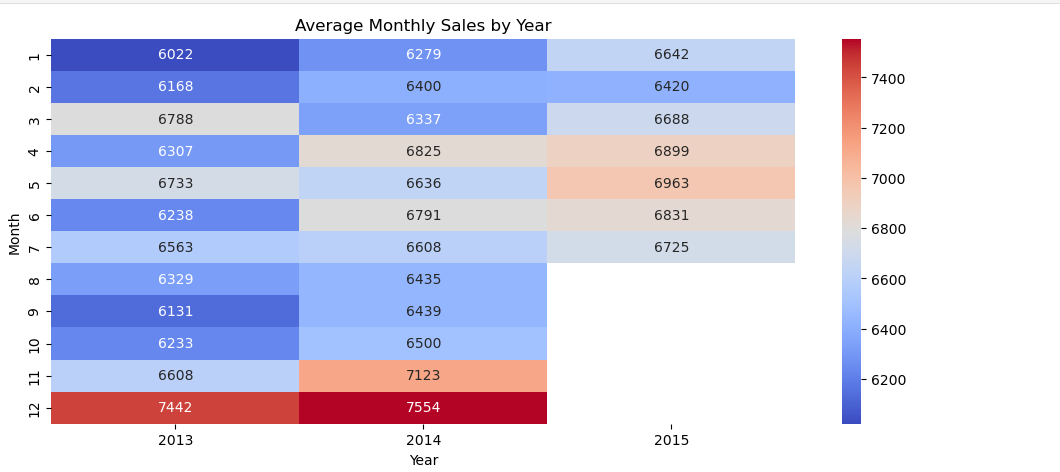 Average Monthly Sales by Year
1 6022 6279 6642
2 6168 6400 6420
3 6788 6337 6688
4 6307 6825 6899
5 6733 6636 6963
6 6238 6791 6831
7 6563 6608 6725
8 6329 6435
9 6131 6439
10 6233 6500
11 6608 7123
12 7442 7554
Month
2013 2014 2015
Year
7400
7200
7000
6800
6600
6400
6200